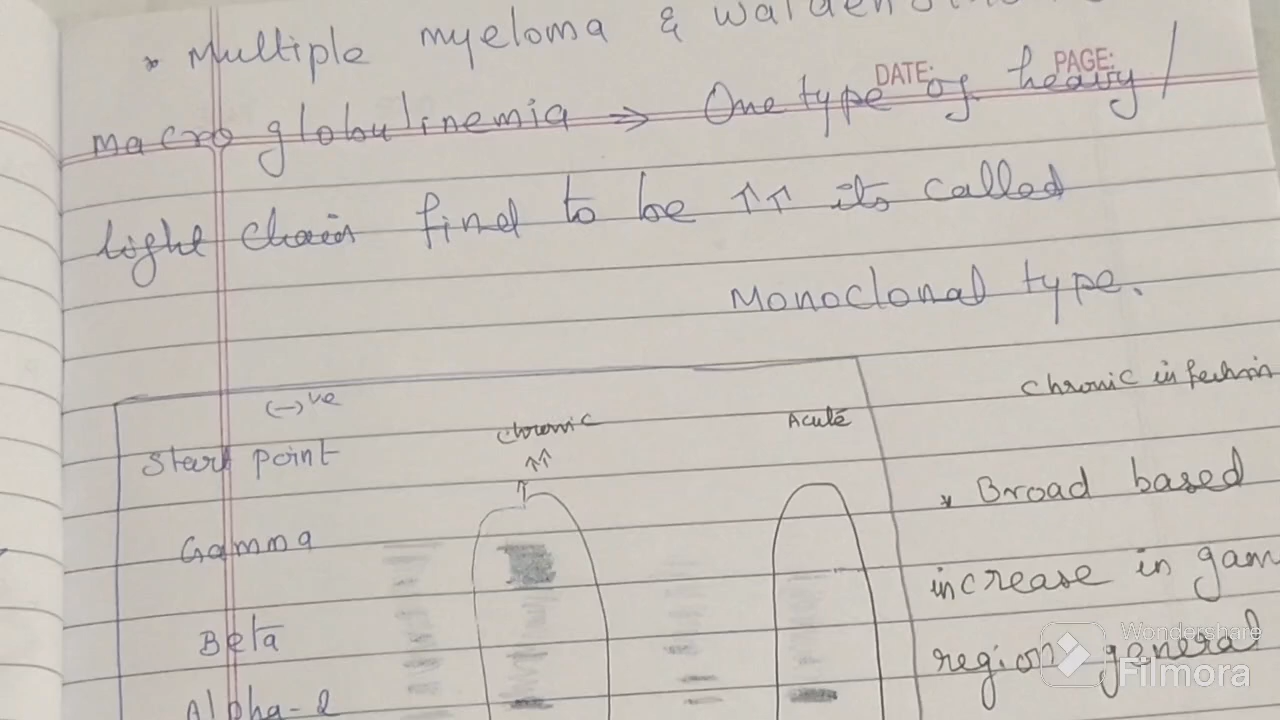 * Multiple myeloma & Walden
DATE: PAGE:
macro globulinemia ⇒ One type of heavy /
light chain find to be ↑↑ its called
Monoclonal type.
chronic infection
(-)ve
chronic
Acute
Start point
↑↑
↑
* Broad based
Gamma
increase in gam
Beta
region general
Alpha-2
Wondershare
Filmora